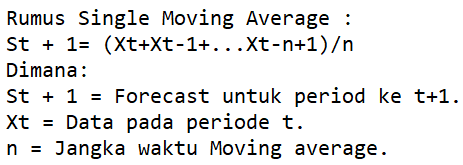 Rumus Single Moving Average :
St + 1= (Xt+Xt-1+...Xt-n+1)/n
Dimana:
St + 1 = Forecast untuk period ke t+1.
Xt = Data pada periode t.
n = Jangka waktu Moving average.